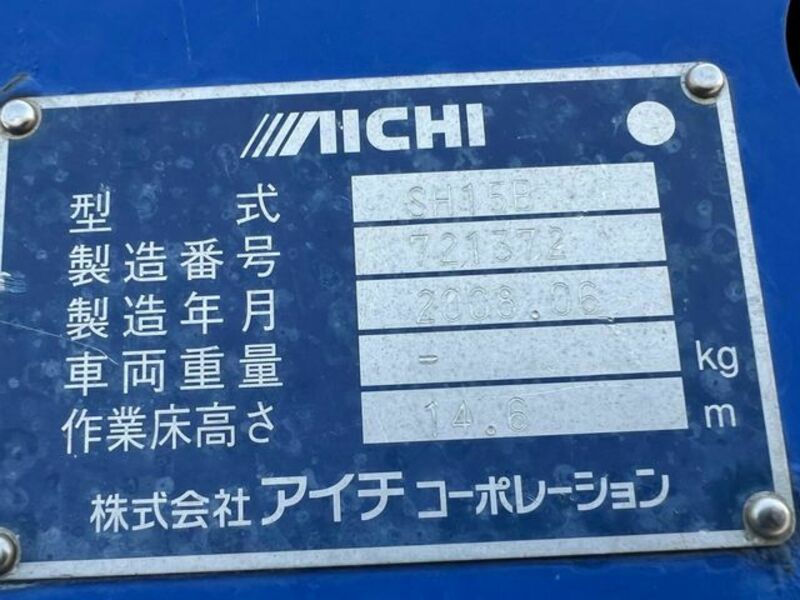 AICHI
型式 SH15B
製造番号 721372
製造年月 2008.06
車両重量 - kg
作業床高さ 14.6 m
株式会社アイチコーポレーション